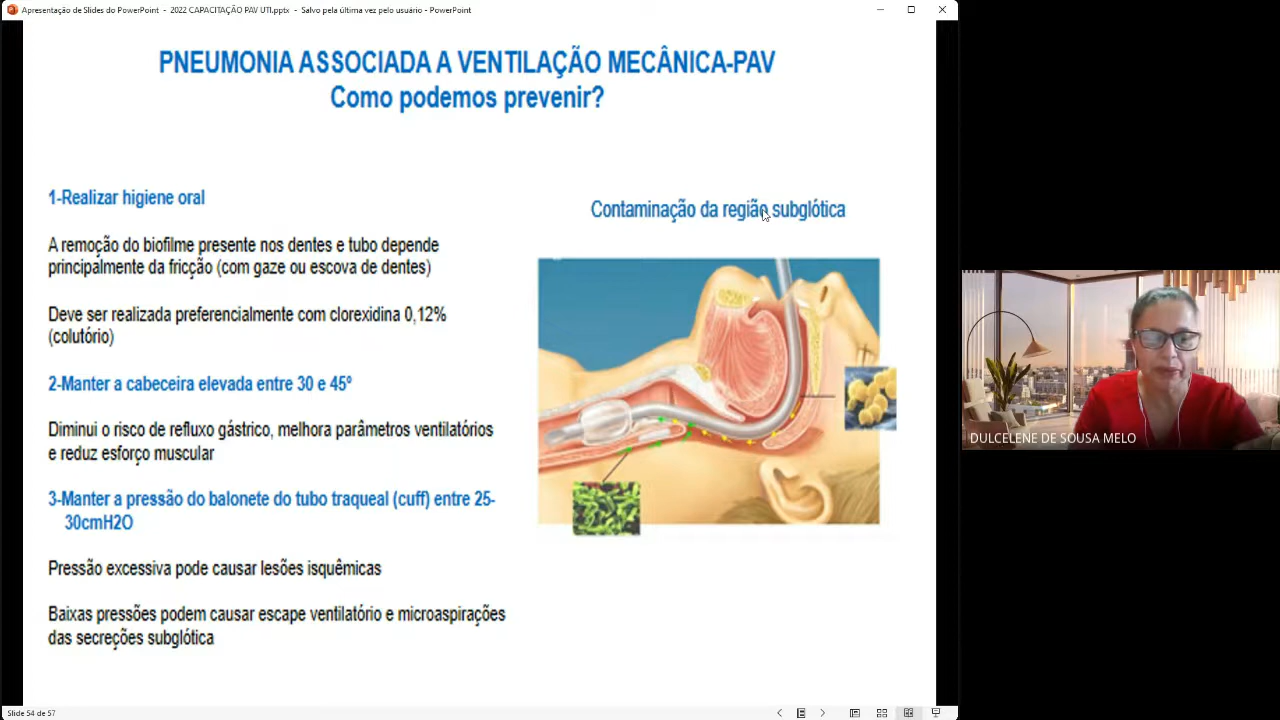 Apresentação de Slides do PowerPoint - 2022 CAPACITAÇÃO PAV UTI.pptx - Salvo pela última vez pelo usuário - PowerPoint
PNEUMONIA ASSOCIADA A VENTILAÇÃO MECÂNICA-PAV
Como podemos prevenir?
1-Realizar higiene oral
A remoção do biofilme presente nos dentes e tubo depende
principalmente da fricção (com gaze ou escova de dentes)
Deve ser realizada preferencialmente com clorexidina 0,12%
(colutório)
2-Manter a cabeceira elevada entre 30 e 45º
Diminui o risco de refluxo gástrico, melhora parâmetros ventilatórios
e reduz esforço muscular
3-Manter a pressão do balonete do tubo traqueal (cuff) entre 25-
30cmH2O
Pressão excessiva pode causar lesões isquêmicas
Baixas pressões podem causar escape ventilatório e microaspirações
das secreções subglótica
Contaminação da região subglótica
DULCELENE DE SOUSA MELO
Slide 54 de 57